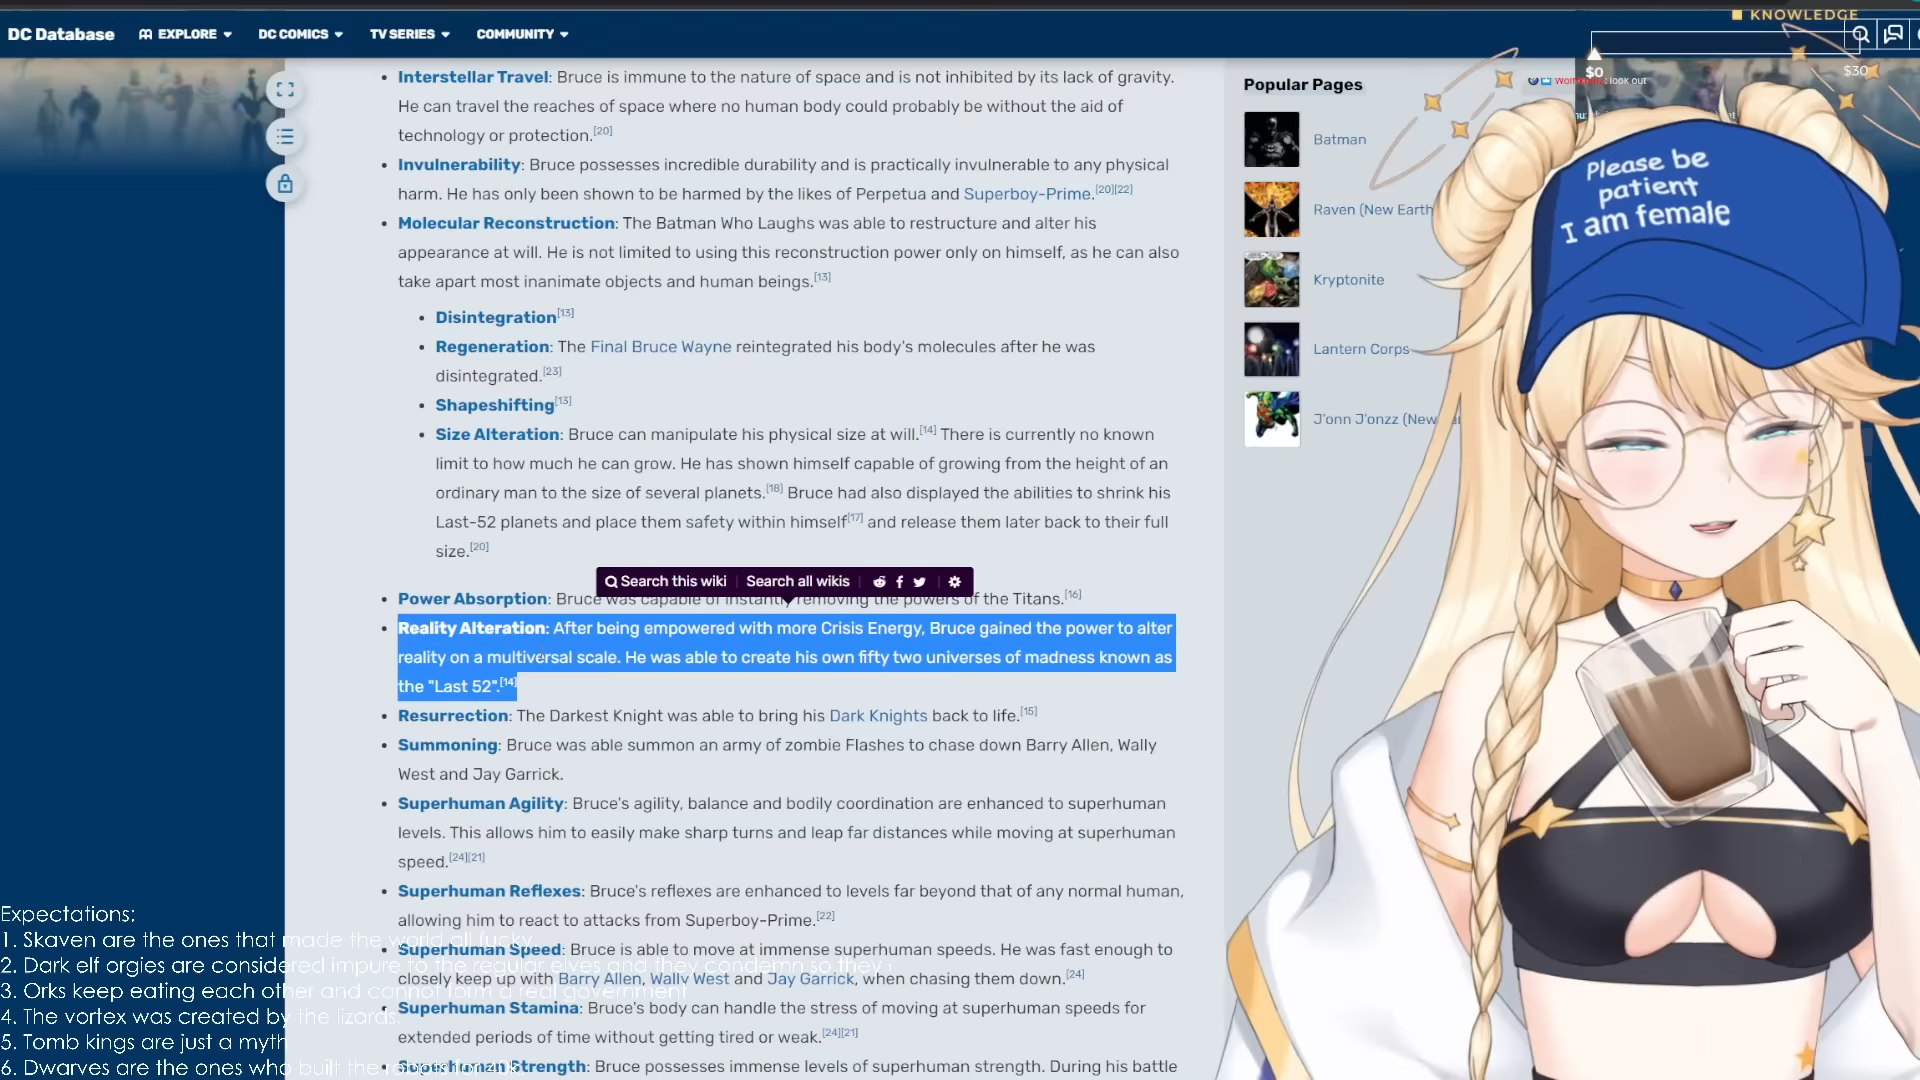 KNOWLEDGE
DC Database
EXPLORE
DC COMICS
TV SERIES
COMMUNITY
$0
$30
look out
Interstellar Travel: Bruce is immune to the nature of space and is not inhibited by its lack of gravity.
He can travel the reaches of space where no human body could probably be without the aid of
technology or protection.[20]
Invulnerability: Bruce possesses incredible durability and is practically invulnerable to any physical
harm. He has only been shown to be harmed by the likes of Perpetua and Superboy-Prime.[20][22]
Molecular Reconstruction: The Batman Who Laughs was able to restructure and alter his
appearance at will. He is not limited to using this reconstruction power only on himself, as he can also
take apart most inanimate objects and human beings.[13]
Disintegration[13]
Regeneration: The Final Bruce Wayne reintegrated his body's molecules after he was
disintegrated.[23]
Shapeshifting[13]
Size Alteration: Bruce can manipulate his physical size at will.[14] There is currently no known
limit to how much he can grow. He has shown himself capable of growing from the height of an
ordinary man to the size of several planets.[18] Bruce had also displayed the abilities to shrink his
Last-52 planets and place them safety within himself[17] and release them later back to their full
size.[20]
Search this wiki
Search all wikis
Power Absorption: Bruce was capable of instantly removing the powers of the Titans.[16]
Reality Alteration: After being empowered with more Crisis Energy, Bruce gained the power to alter
reality on a multiversal scale. He was able to create his own fifty two universes of madness known as
the "Last 52".[14]
Resurrection: The Darkest Knight was able to bring his Dark Knights back to life.[15]
Summoning: Bruce was able summon an army of zombie Flashes to chase down Barry Allen, Wally
West and Jay Garrick.
Superhuman Agility: Bruce's agility, balance and bodily coordination are enhanced to superhuman
levels. This allows him to easily make sharp turns and leap far distances while moving at superhuman
speed.[24][21]
Superhuman Reflexes: Bruce's reflexes are enhanced to levels far beyond that of any normal human,
allowing him to react to attacks from Superboy-Prime.[22]
Superhuman Speed: Bruce is able to move at immense superhuman speeds. He was fast enough to
closely keep up with Barry Allen, Wally West and Jay Garrick, when chasing them down.[24]
Superhuman Stamina: Bruce's body can handle the stress of moving at superhuman speeds for
extended periods of time without getting tired or weak.[24][21]
Strength: Bruce possesses immense levels of superhuman strength. During his battle
Popular Pages
Batman
Raven (New Earth
Kryptonite
Lantern Corps
J'onn J'onzz (New
Please be
patient
I am female
Expectations:
1. Skaven are the ones that made the world all fucky
2. Dark elf orgies are considered impure to the regular elves and they condemn so they
3. Orks keep eating each other and cannot form a real government
4. The vortex was created by the lizards
5. Tomb kings are just a myth
6. Dwarves are the ones who built the robots for